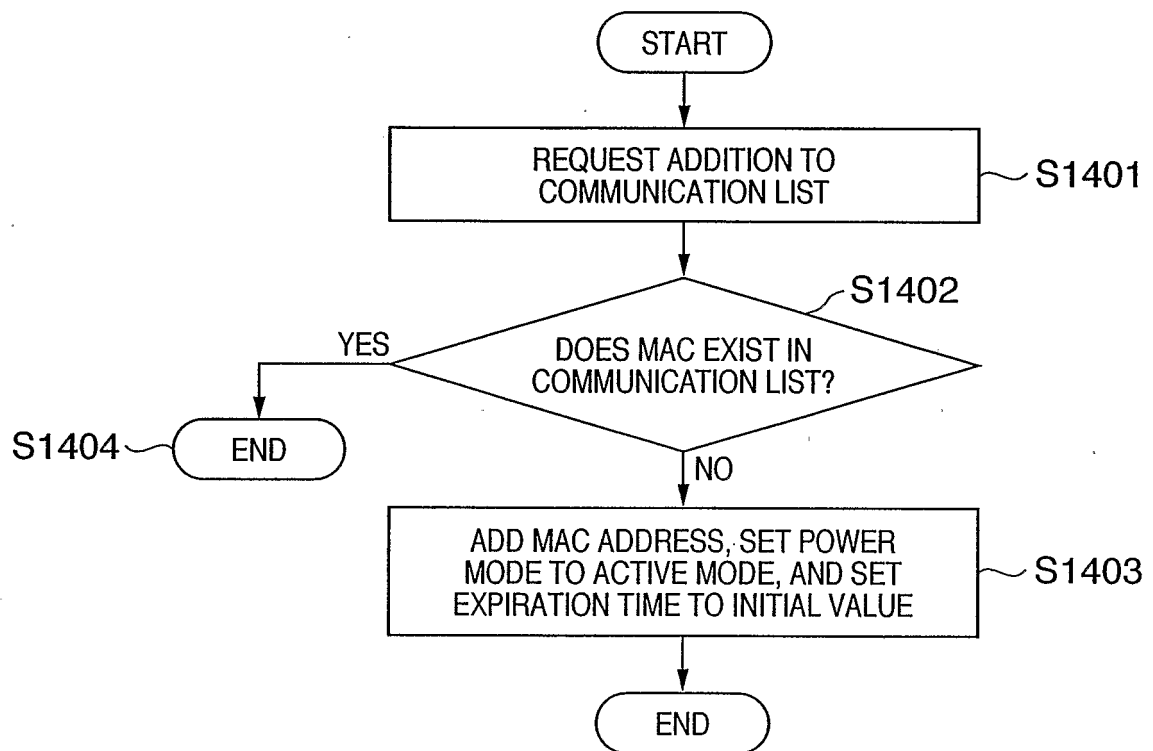 START
REQUEST ADDITION TO
COMMUNICATION LIST
S1401
S1402
DOES MAC EXIST IN
COMMUNICATION LIST?
YES
S1404
END
NO
ADD MAC ADDRESS, SET POWER
MODE TO ACTIVE MODE, AND SET
EXPIRATION TIME TO INITIAL VALUE
S1403
END